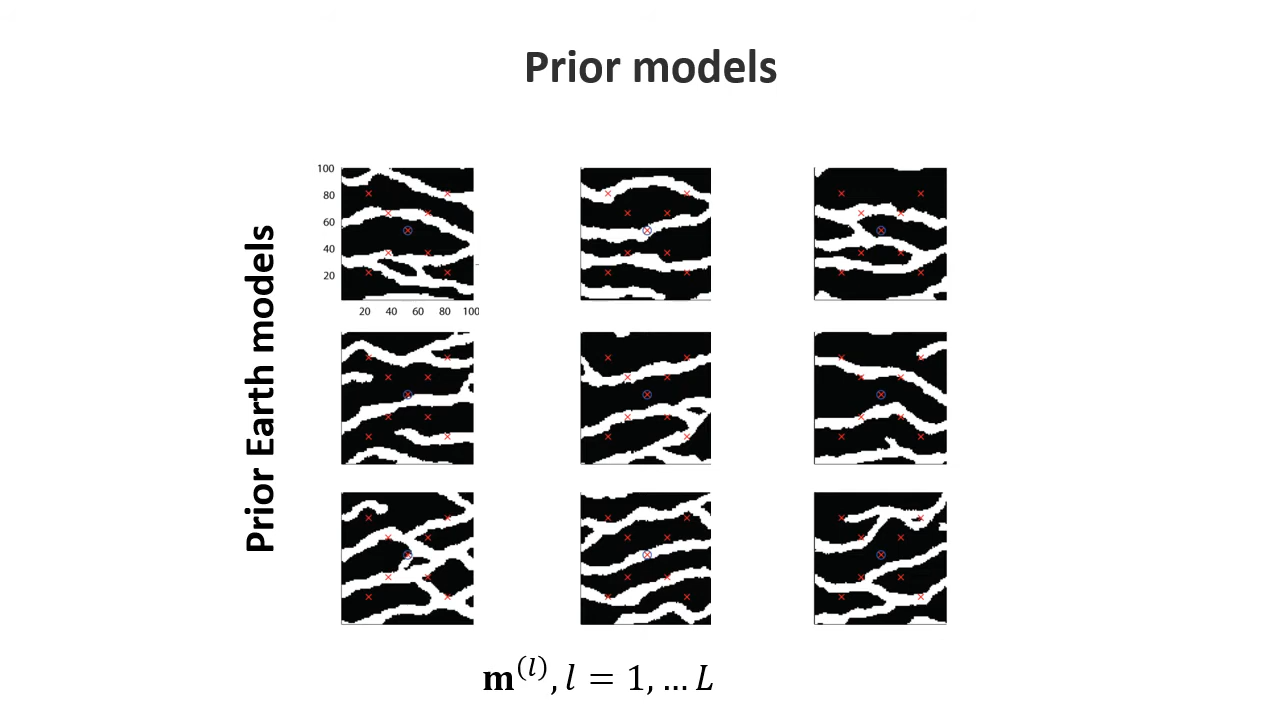 Prior models
Prior Earth models
100
80
60
40
20
20 40 60 80 100
𝐦^(𝑙), 𝑙 = 1, … 𝐿